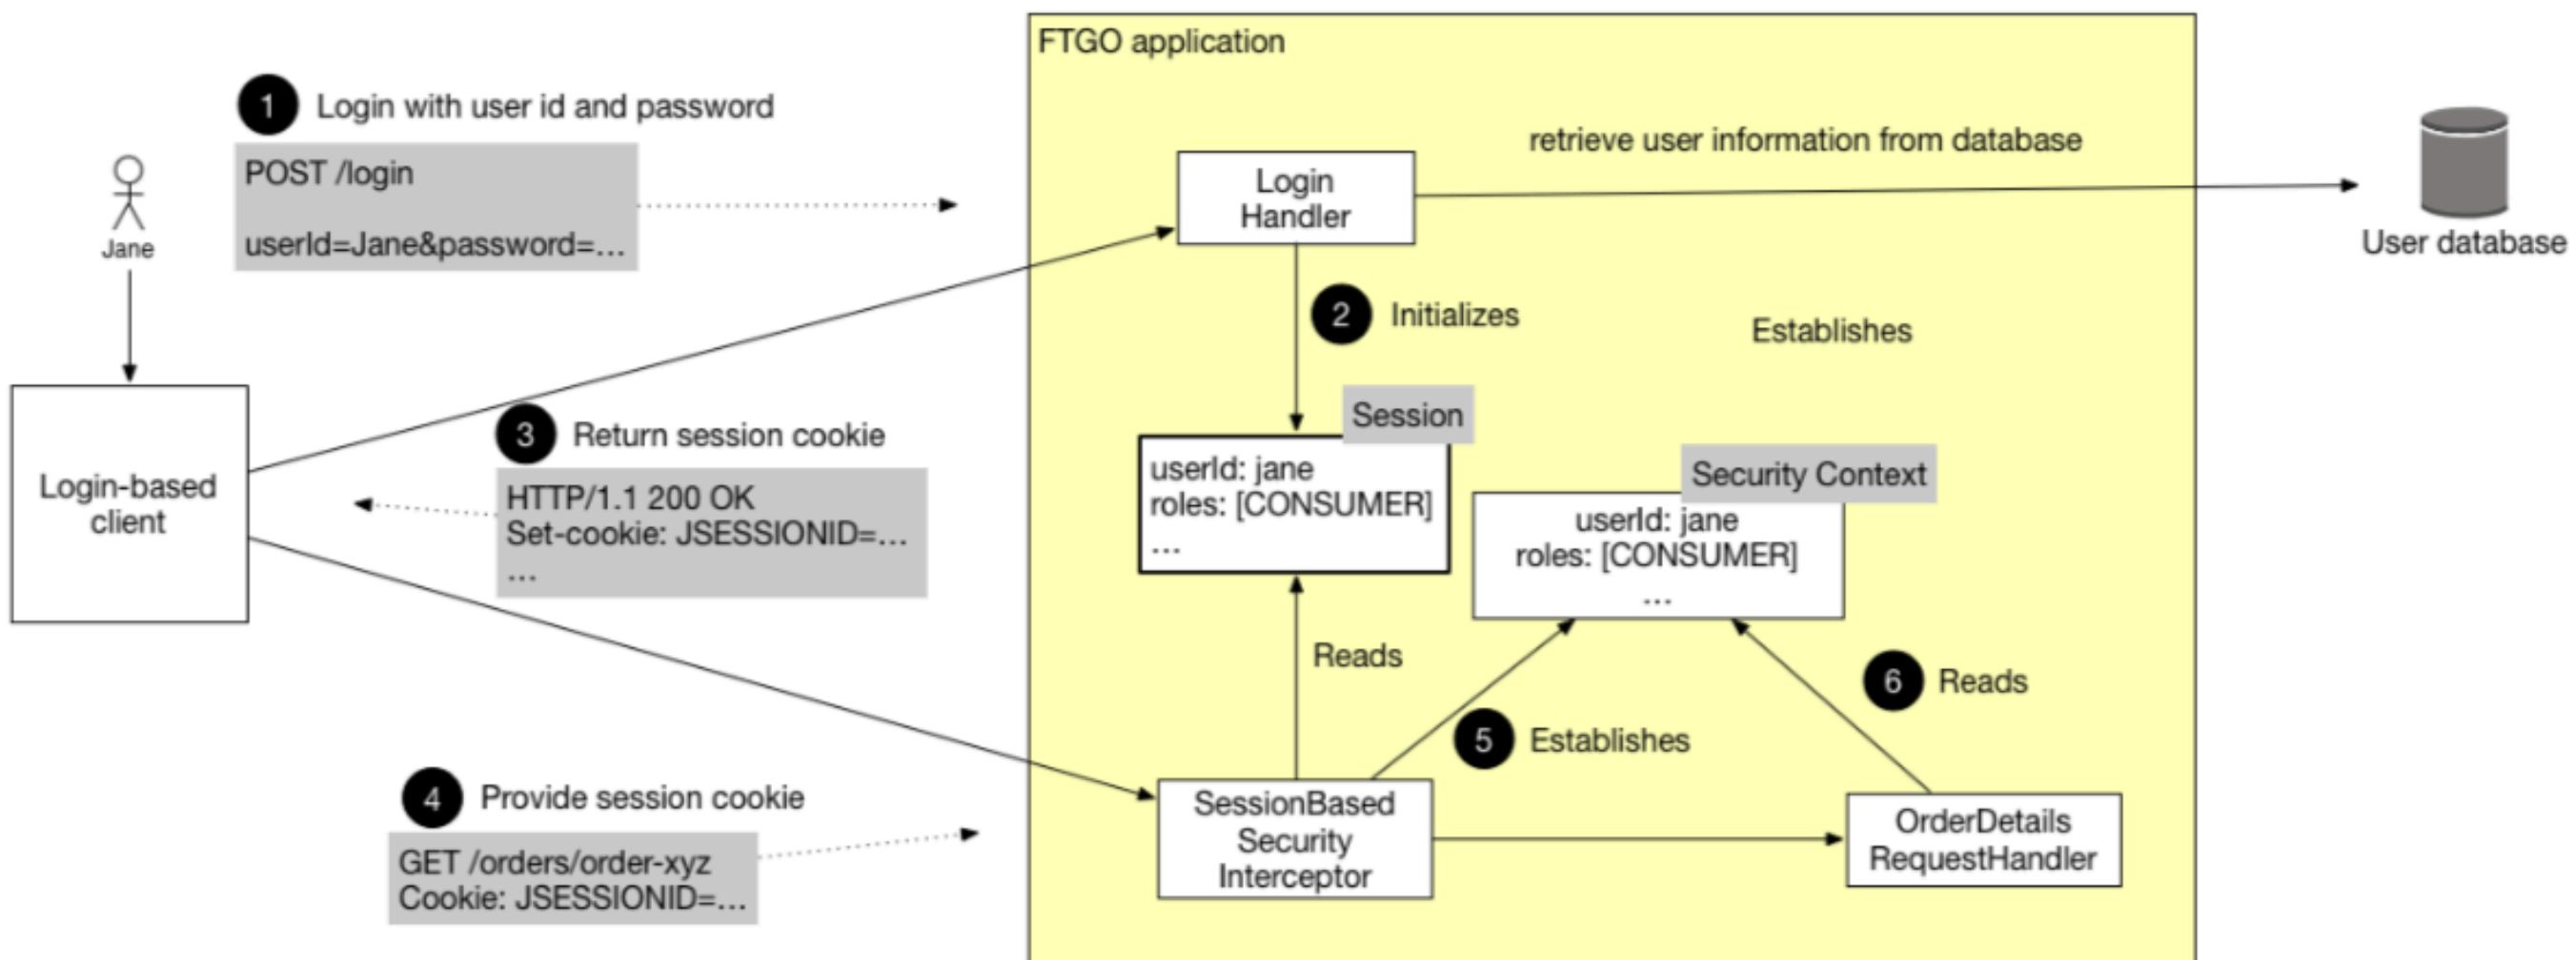 FTGO application
1 Login with user id and password
POST /login
userId=Jane&password=...
Jane
Login
Handler
retrieve user information from database
User database
2 Initializes
Establishes
Session
userId: jane
roles: [CONSUMER]
...
Security Context
userId: jane
roles: [CONSUMER]
...
3 Return session cookie
HTTP/1.1 200 OK
Set-cookie: JSESSIONID=...
...
Login-based
client
Reads
5 Establishes
6 Reads
4 Provide session cookie
GET /orders/order-xyz
Cookie: JSESSIONID=...
SessionBased
Security
Interceptor
OrderDetails
RequestHandler